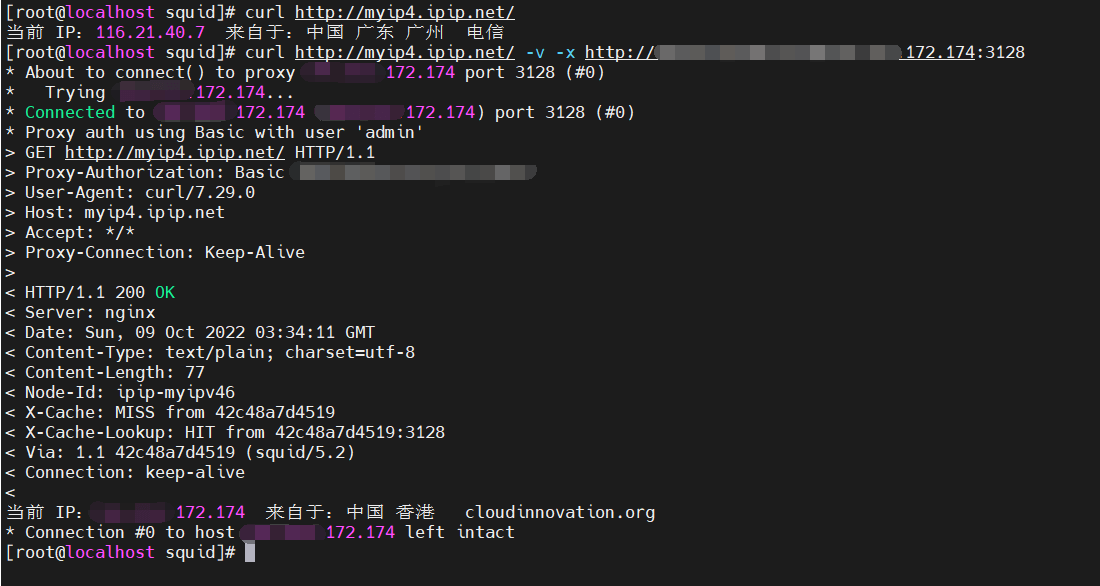 [root@localhost squid]# curl http://myip4.ipip.net/
当前 IP：116.21.40.7  来自于：中国 广东 广州  电信
[root@localhost squid]# curl http://myip4.ipip.net/ -v -x http://.172.174:3128
* About to connect() to proxy 172.174 port 3128 (#0)
*   Trying .172.174...
* Connected to 172.174 172.174) port 3128 (#0)
* Proxy auth using Basic with user 'admin'
> GET http://myip4.ipip.net/ HTTP/1.1
> Proxy-Authorization: Basic
> User-Agent: curl/7.29.0
> Host: myip4.ipip.net
> Accept: */*
> Proxy-Connection: Keep-Alive
>
< HTTP/1.1 200 OK
< Server: nginx
< Date: Sun, 09 Oct 2022 03:34:11 GMT
< Content-Type: text/plain; charset=utf-8
< Content-Length: 77
< Node-Id: ipip-myipv46
< X-Cache: MISS from 42c48a7d4519
< X-Cache-Lookup: HIT from 42c48a7d4519:3128
< Via: 1.1 42c48a7d4519 (squid/5.2)
< Connection: keep-alive
<
当前 IP：172.174  来自于：中国 香港   cloudinnovation.org
* Connection #0 to host 172.174 left intact
[root@localhost squid]#